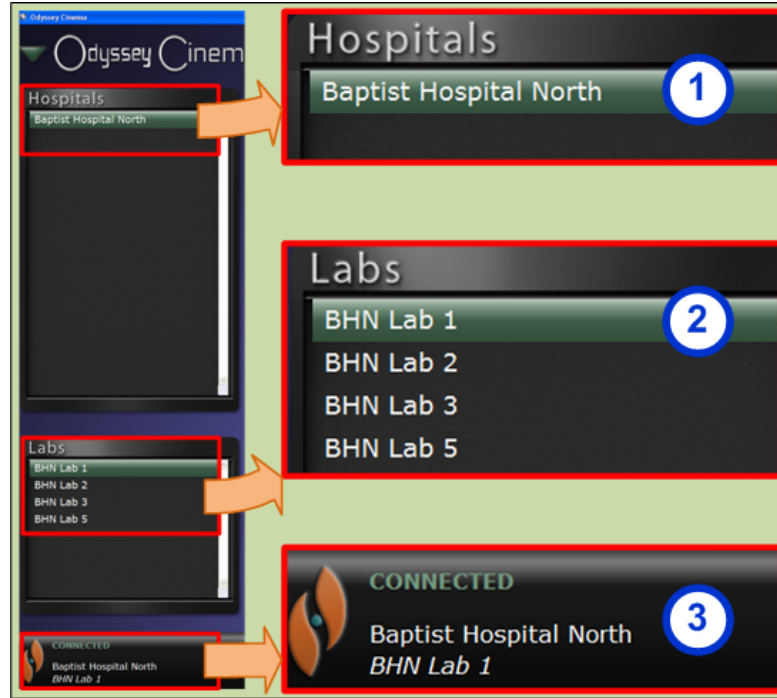 Odyssey Cinema
Odyssey Cinem
Hospitals
Baptist Hospital North
Labs
BHN Lab 1
BHN Lab 2
BHN Lab 3
BHN Lab 5
CONNECTED
Baptist Hospital North
BHN Lab 1
Hospitals
Baptist Hospital North
1
Labs
BHN Lab 1
2
BHN Lab 2
BHN Lab 3
BHN Lab 5
CONNECTED
3
Baptist Hospital North
BHN Lab 1